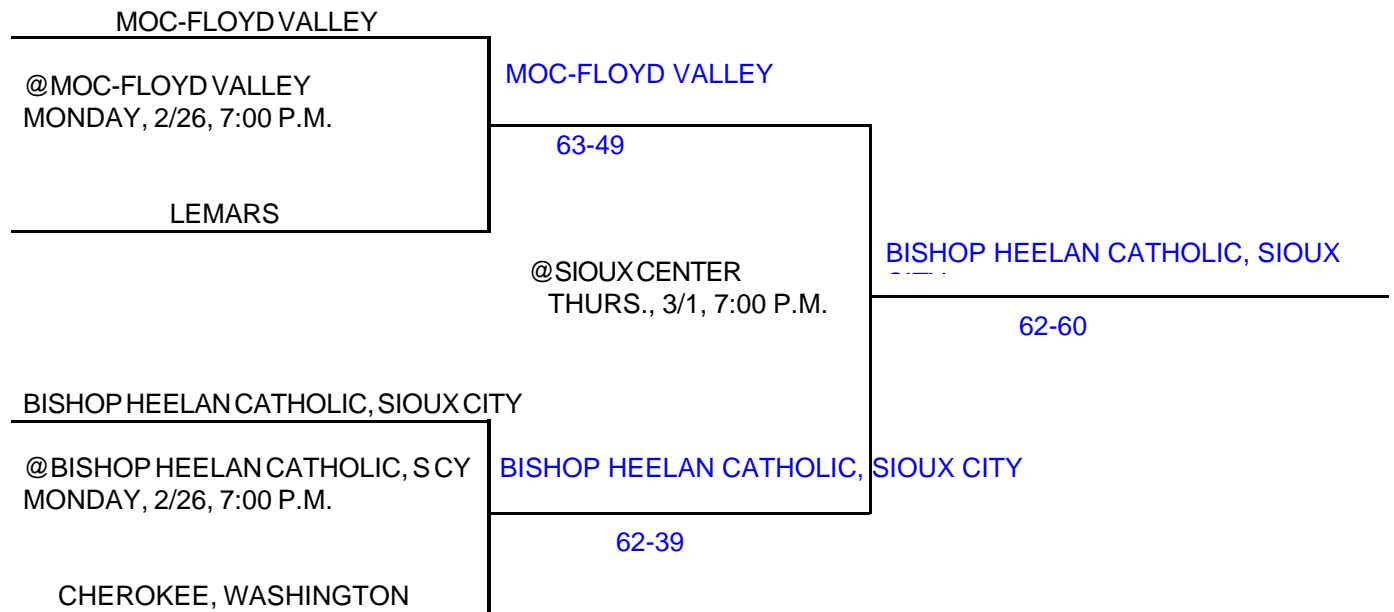 MOC-FLOYD VALLEY
@MOC-FLOYD VALLEY
MONDAY, 2/26, 7:00 P.M.
MOC-FLOYD VALLEY
63-49
LEMARS
@SIOUX CENTER
THURS., 3/1, 7:00 P.M.
BISHOP HEELAN CATHOLIC, SIOUX
62-60
BISHOP HEELAN CATHOLIC, SIOUX CITY
@BISHOP HEELAN CATHOLIC, S CY
MONDAY, 2/26, 7:00 P.M.
BISHOP HEELAN CATHOLIC, SIOUX CITY
62-39
CHEROKEE, WASHINGTON